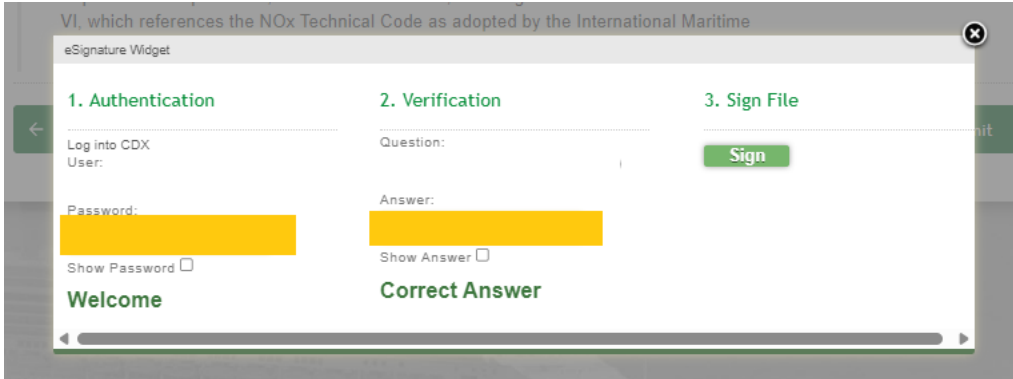 VI, which references the NOx Technical Code as adopted by the International Maritime
eSignature Widget
1. Authentication
Log into CDX
User:
Password:
Show Password
Welcome
2. Verification
Question:
Answer:
Show Answer
Correct Answer
3. Sign File
Sign